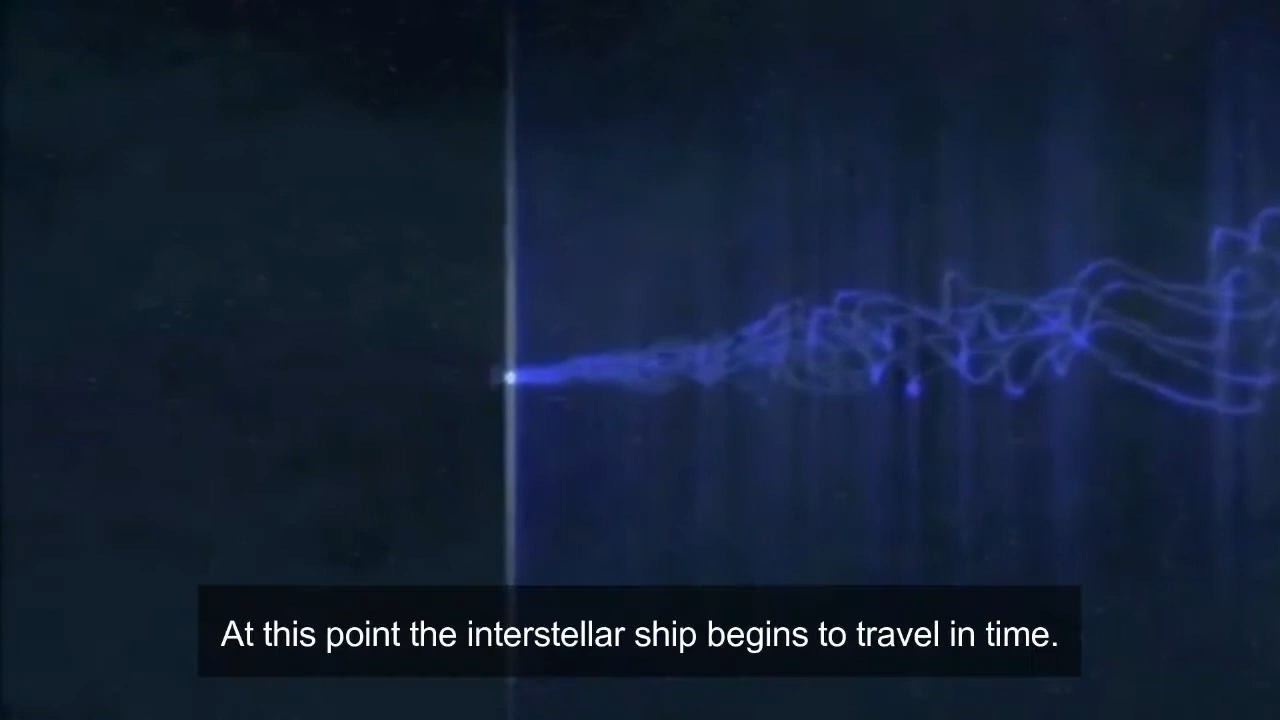 At this point the interstellar ship begins to travel in time.